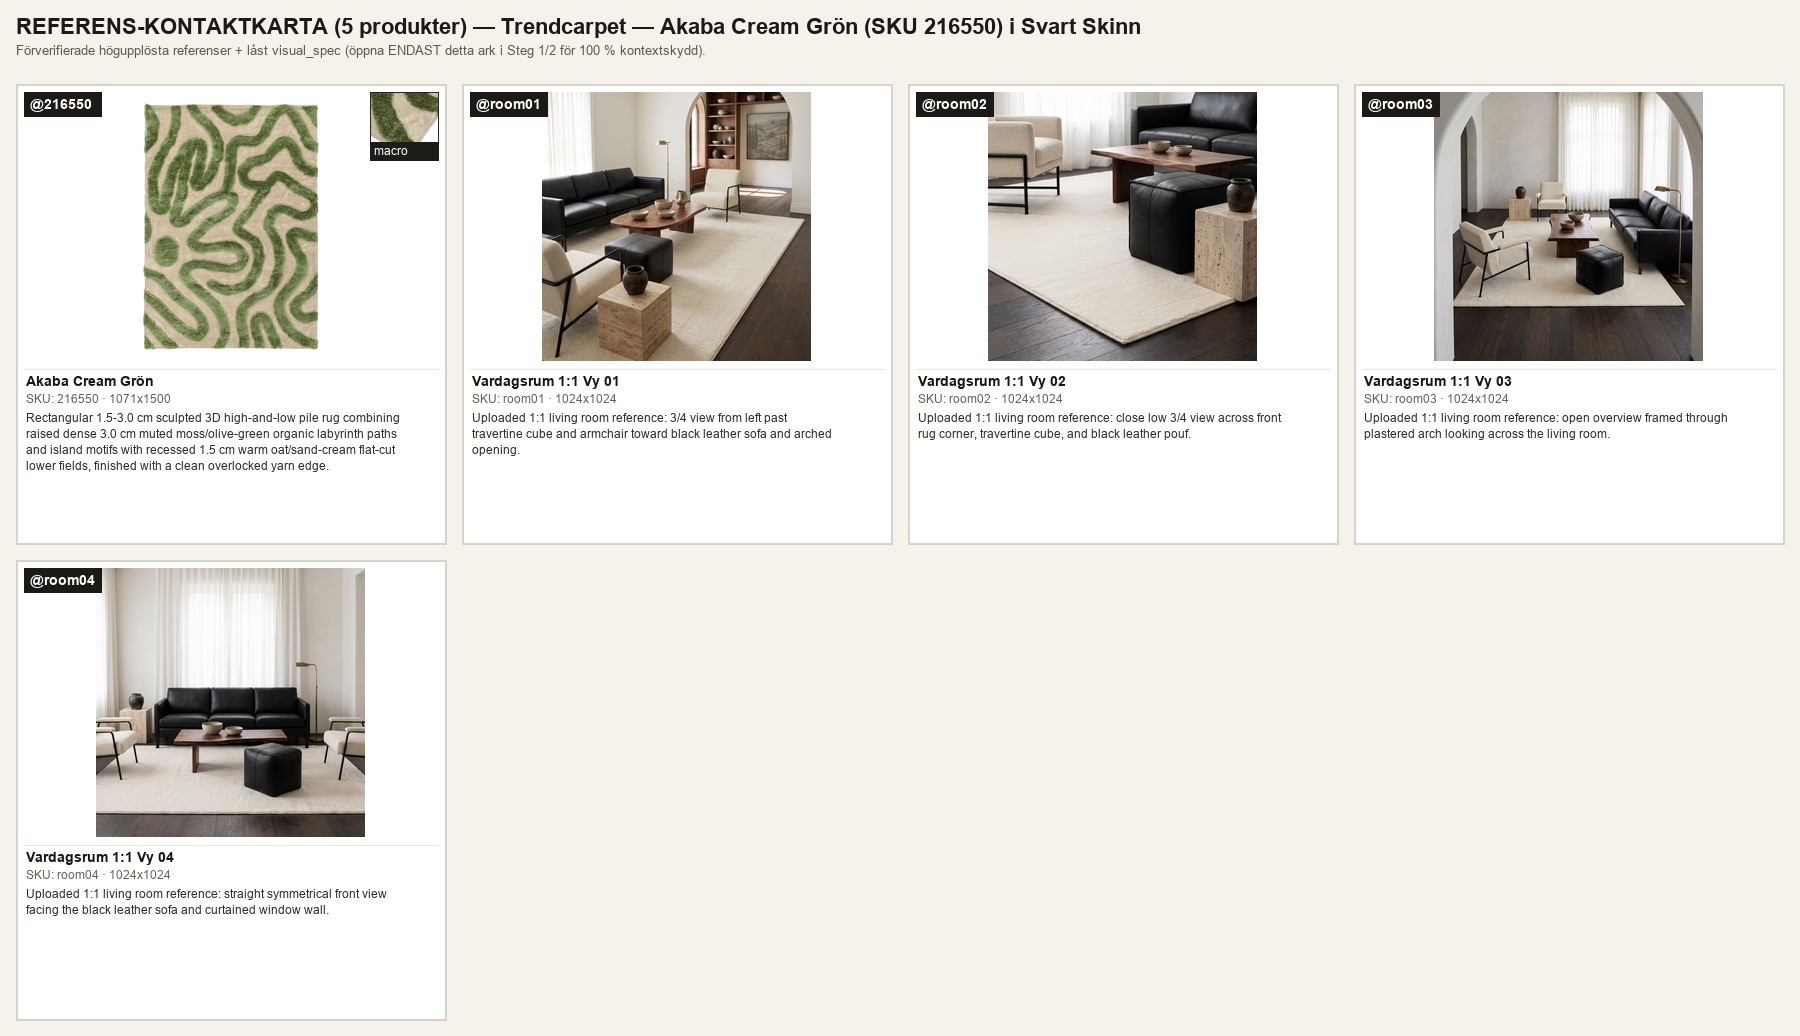 REFERENS-KONTAKTKARTA (5 produkter) — Trendcarpet — Akaba Cream Grön (SKU 216550) i Svart Skinn
Förverifierade högupplösta referenser + låst visual_spec (öppna ENDAST detta ark i Steg 1/2 för 100 % kontextskydd).
@216550
macro
Akaba Cream Grön
SKU: 216550 · 1071x1500
Rectangular 1.5-3.0 cm sculpted 3D high-and-low pile rug combining
raised dense 3.0 cm muted moss/olive-green organic labyrinth paths
and island motifs with recessed 1.5 cm warm oat/sand-cream flat-cut
lower fields, finished with a clean overlocked yarn edge.
@room01
Vardagsrum 1:1 Vy 01
SKU: room01 · 1024x1024
Uploaded 1:1 living room reference: 3/4 view from left past
travertine cube and armchair toward black leather sofa and arched
opening.
@room02
Vardagsrum 1:1 Vy 02
SKU: room02 · 1024x1024
Uploaded 1:1 living room reference: close low 3/4 view across front
rug corner, travertine cube, and black leather pouf.
@room03
Vardagsrum 1:1 Vy 03
SKU: room03 · 1024x1024
Uploaded 1:1 living room reference: open overview framed through
plastered arch looking across the living room.
@room04
Vardagsrum 1:1 Vy 04
SKU: room04 · 1024x1024
Uploaded 1:1 living room reference: straight symmetrical front view
facing the black leather sofa and curtained window wall.